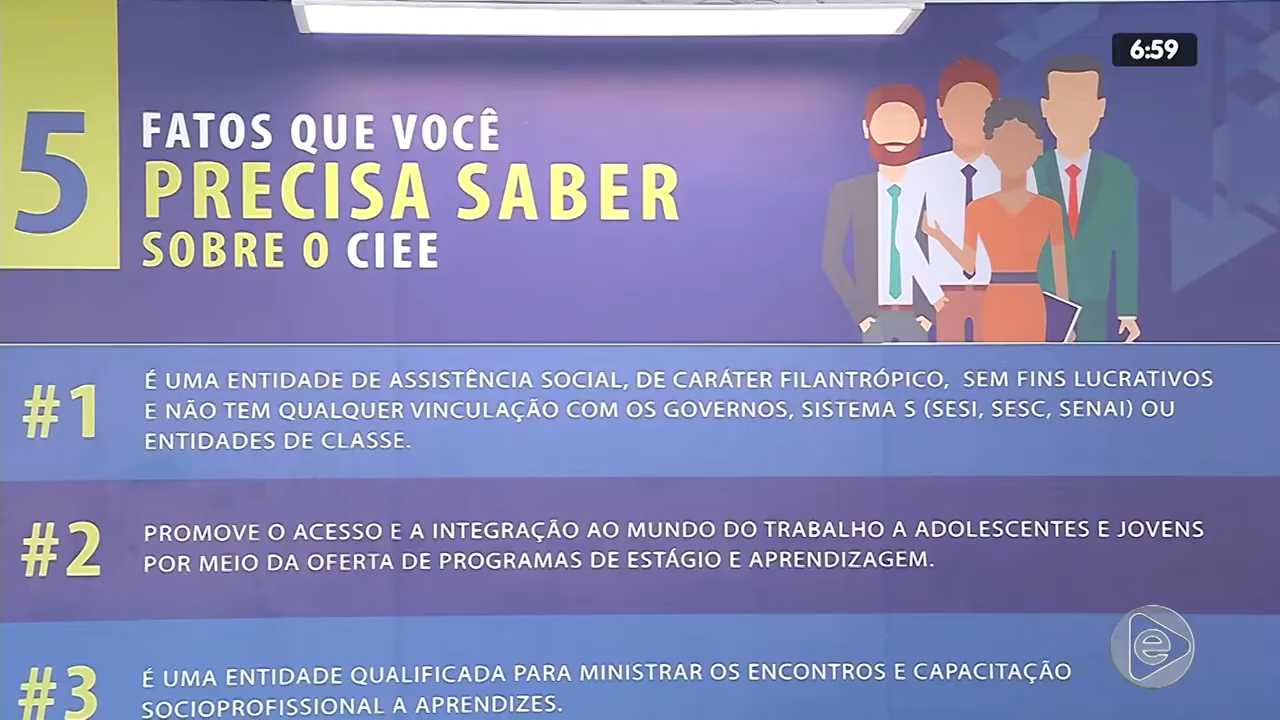 6:59
5
FATOS QUE VOCÊ
PRECISA SABER
SOBRE O CIEE
#1
É UMA ENTIDADE DE ASSISTÊNCIA SOCIAL, DE CARÁTER FILANTRÓPICO, SEM FINS LUCRATIVOS
E NÃO TEM QUALQUER VINCULAÇÃO COM OS GOVERNOS, SISTEMA S (SESI, SESC, SENAI) OU
ENTIDADES DE CLASSE.
#2
PROMOVE O ACESSO E A INTEGRAÇÃO AO MUNDO DO TRABALHO A ADOLESCENTES E JOVENS
POR MEIO DA OFERTA DE PROGRAMAS DE ESTÁGIO E APRENDIZAGEM.
#3
É UMA ENTIDADE QUALIFICADA PARA MINISTRAR OS ENCONTROS E CAPACITAÇÃO
SOCIOPROFISSIONAL A APRENDIZES.
e